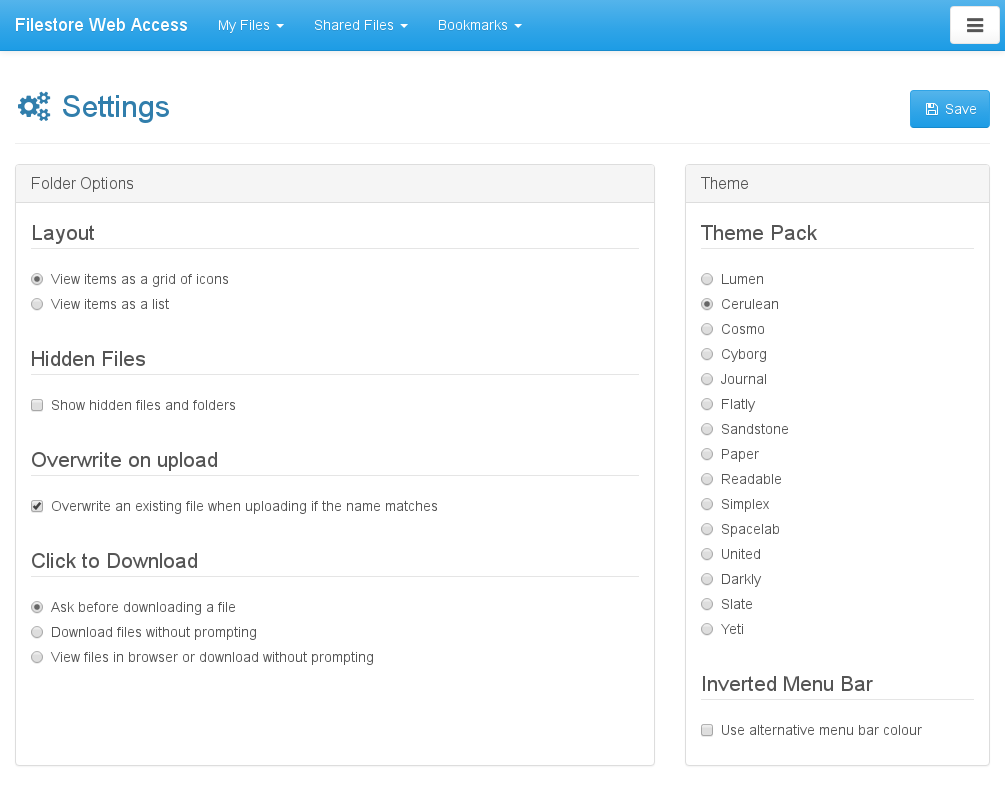 Filestore Web Access My Files Shared Files Bookmarks
Settings
Save
Folder Options
Layout
View items as a grid of icons
View items as a list
Hidden Files
Show hidden files and folders
Overwrite on upload
Overwrite an existing file when uploading if the name matches
Click to Download
Ask before downloading a file
Download files without prompting
View files in browser or download without prompting
Theme
Theme Pack
Lumen
Cerulean
Cosmo
Cyborg
Journal
Flatly
Sandstone
Paper
Readable
Simplex
Spacelab
United
Darkly
Slate
Yeti
Inverted Menu Bar
Use alternative menu bar colour